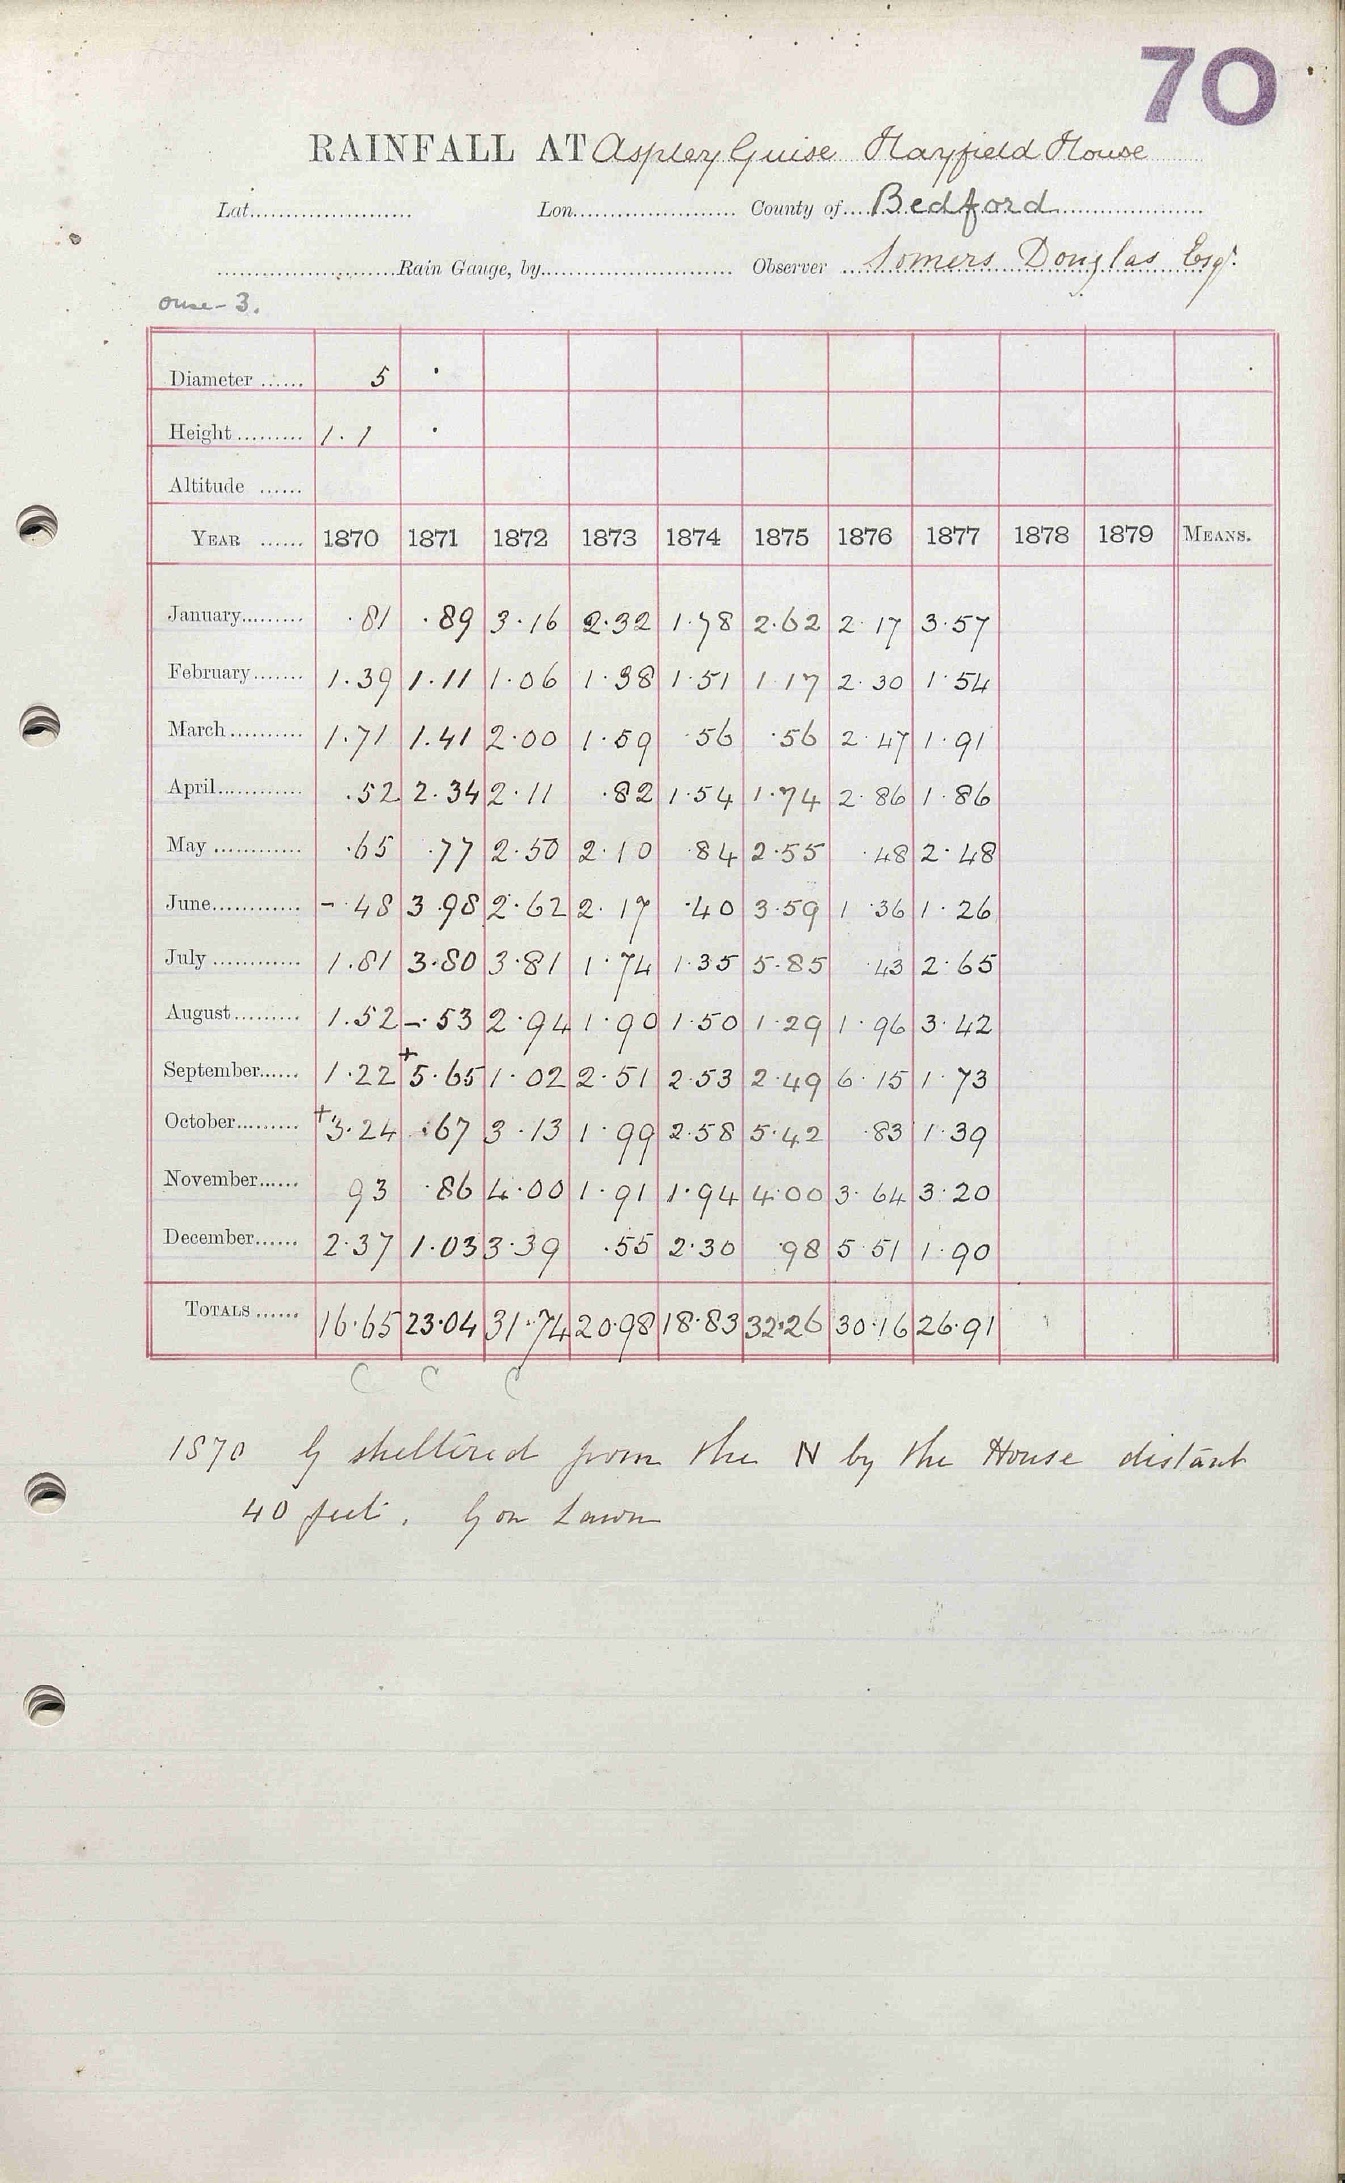 70
RAINFALL AT Aspley Guise Hayfield House
Lat.......................... Lon.......................... County of.... Bedford
..........................Rain Gauge, by.......................... Observer .... Somers Douglas Esqr.
Ouse - 3.
Diameter ...... 5 ·
Height......... 1.1 ·
Altitude ......
YEAR ...... 1870 1871 1872 1873 1874 1875 1876 1877 1878 1879 MEANS.
January......... .81 .89 3.16 2.32 1.78 2.62 2.17 3.57
February....... 1.39 1.11 1.06 1.38 1.51 1.17 2.30 1.54
March.......... 1.71 1.41 2.00 1.59 .56 .56 2.47 1.91
April............ .52 2.34 2.11 .82 1.54 1.74 2.86 1.86
May ............ .65 .77 2.50 2.10 .84 2.55 .48 2.48
June............ - .48 3.98 2.62 2.17 .40 3.59 1.36 1.26
July ............ 1.81 3.80 3.81 1.74 1.35 5.85 .43 2.65
August......... 1.52 - .53 2.94 1.90 1.50 1.29 1.96 3.42
September...... 1.22 + 5.65 1.02 2.51 2.53 2.49 6.15 1.73
October......... + 3.24 .67 3.13 1.99 2.58 5.42 .83 1.39
November...... 93 .86 4.00 1.91 1.94 4.00 3.64 3.20
December...... 2.37 1.03 3.39 .55 2.30 .98 5.51 1.90
TOTALS ...... 16.65 23.04 31.74 20.98 18.83 32.26 30.16 26.91
C C C
1870 G sheltered from the N by the House distant
40 feet. G on Lawn